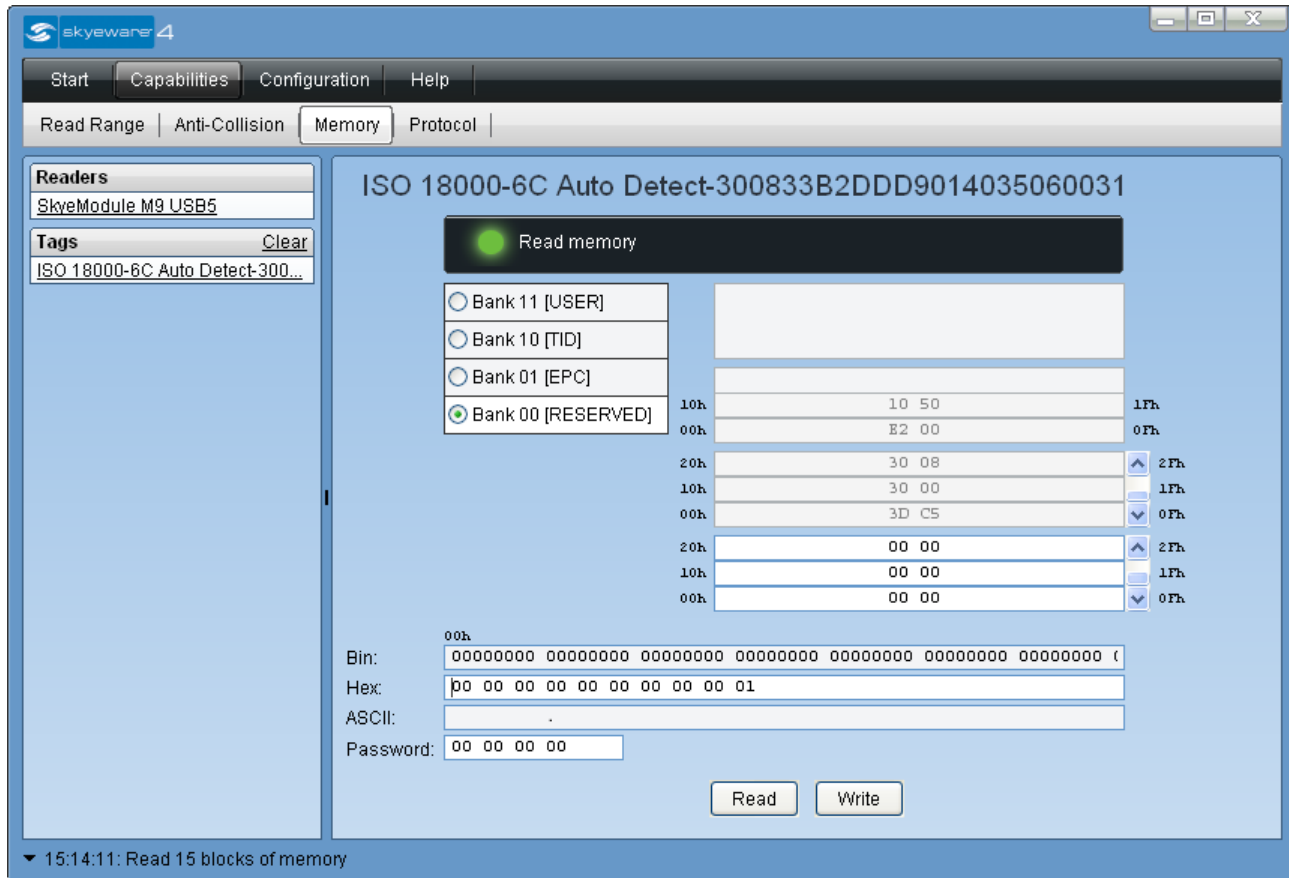 skyeware 4
Start Capabilities Configuration Help
Read Range Anti-Collision Memory Protocol
Readers
SkyeModule M9 USB5
Tags Clear
ISO 18000-6C Auto Detect-300...
ISO 18000-6C Auto Detect-300833B2DDD9014035060031
Read memory
Bank 11 [USER]
Bank 10 [TID]
Bank 01 [EPC]
Bank 00 [RESERVED]
10h 10 50 1Fh
00h E2 00 0Fh
20h 30 08 2Fh
10h 30 00 1Fh
00h 3D C5 0Fh
20h 00 00 2Fh
10h 00 00 1Fh
00h 00 00 0Fh
00h
Bin: 00000000 00000000 00000000 00000000 00000000 00000000 00000000
Hex: 00 00 00 00 00 00 00 00 00 01
ASCII: .
Password: 00 00 00 00
Read Write
15:14:11: Read 15 blocks of memory